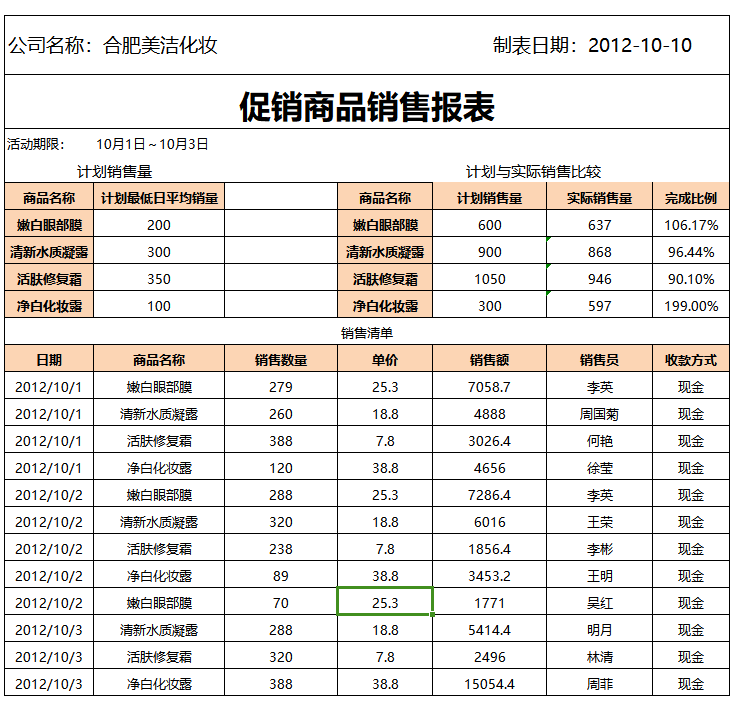 公司名称：合肥美洁化妆 制表日期：2012-10-10
促销商品销售报表
活动期限： 10月1日～10月3日
计划销售量 计划与实际销售比较
商品名称 计划最低日平均销量 商品名称 计划销售量 实际销售量 完成比例
嫩白眼部膜 200 嫩白眼部膜 600 637 106.17%
清新水质凝露 300 清新水质凝露 900 868 96.44%
活肤修复霜 350 活肤修复霜 1050 946 90.10%
净白化妆露 100 净白化妆露 300 597 199.00%
销售清单
日期 商品名称 销售数量 单价 销售额 销售员 收款方式
2012/10/1 嫩白眼部膜 279 25.3 7058.7 李英 现金
2012/10/1 清新水质凝露 260 18.8 4888 周国菊 现金
2012/10/1 活肤修复霜 388 7.8 3026.4 何艳 现金
2012/10/1 净白化妆露 120 38.8 4656 徐莹 现金
2012/10/2 嫩白眼部膜 288 25.3 7286.4 李英 现金
2012/10/2 清新水质凝露 320 18.8 6016 王荣 现金
2012/10/2 活肤修复霜 238 7.8 1856.4 李彬 现金
2012/10/2 净白化妆露 89 38.8 3453.2 王明 现金
2012/10/2 嫩白眼部膜 70 25.3 1771 吴红 现金
2012/10/3 清新水质凝露 288 18.8 5414.4 明月 现金
2012/10/3 活肤修复霜 320 7.8 2496 林清 现金
2012/10/3 净白化妆露 388 38.8 15054.4 周菲 现金